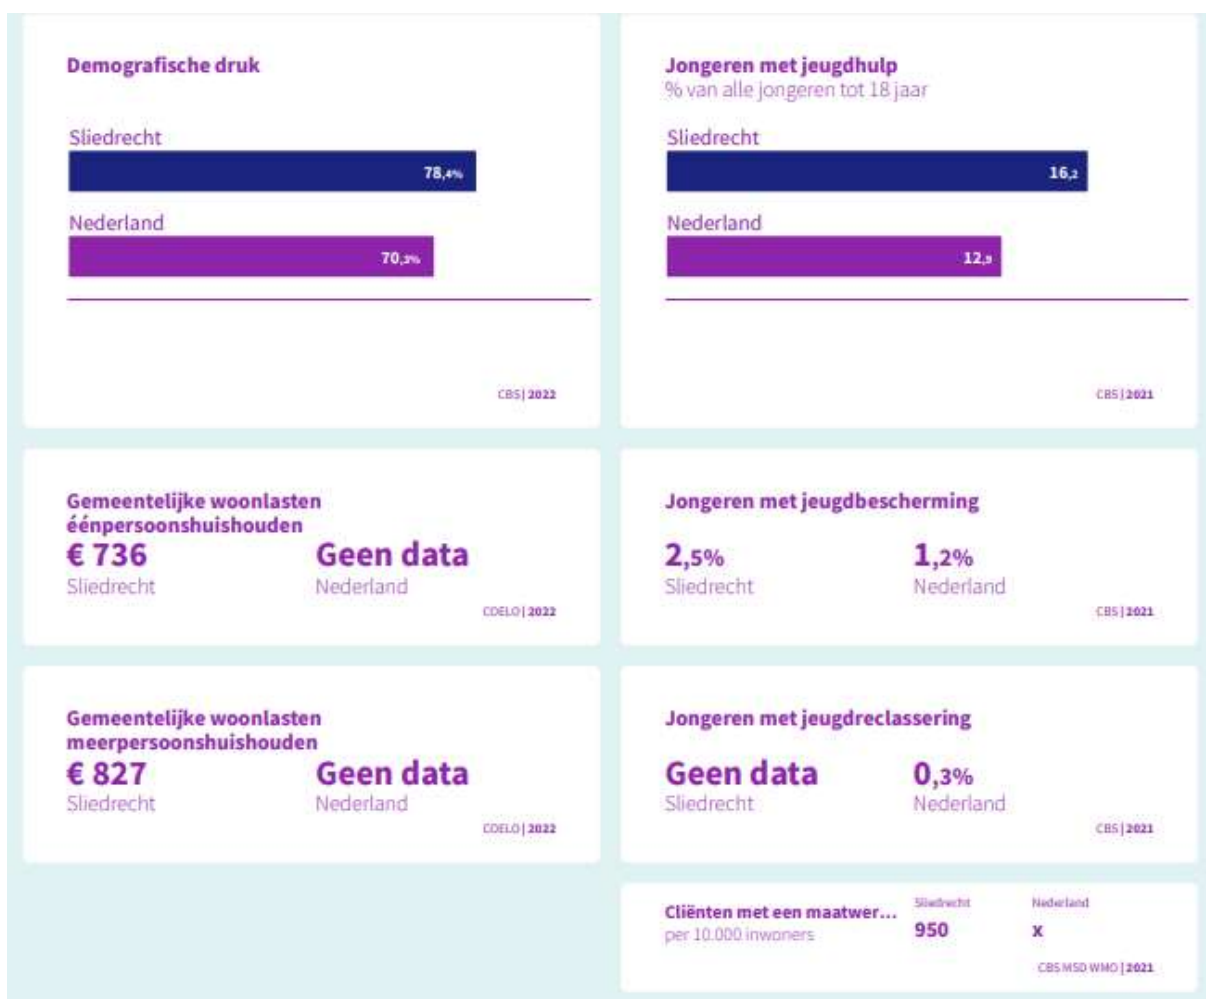 Demografische druk
Sliedrecht
78,4%
Nederland
70,3%
CBS | 2022
Jongeren met jeugdhulp
% van alle jongeren tot 18 jaar
Sliedrecht
16,2
Nederland
12,9
CBS | 2021
Gemeentelijke woonlasten
éénpersoonshuishouden
€ 736 Geen data
Sliedrecht Nederland
COELO | 2022
Jongeren met jeugdbescherming
2,5% 1,2%
Sliedrecht Nederland
CBS | 2021
Gemeentelijke woonlasten
meerpersoonshuishouden
€ 827 Geen data
Sliedrecht Nederland
COELO | 2022
Jongeren met jeugdreclassering
Geen data 0,3%
Sliedrecht Nederland
CBS | 2021
Cliënten met een maatwer...
per 10.000 inwoners
Sliedrecht Nederland
950 x
CBS MSD WMO | 2021